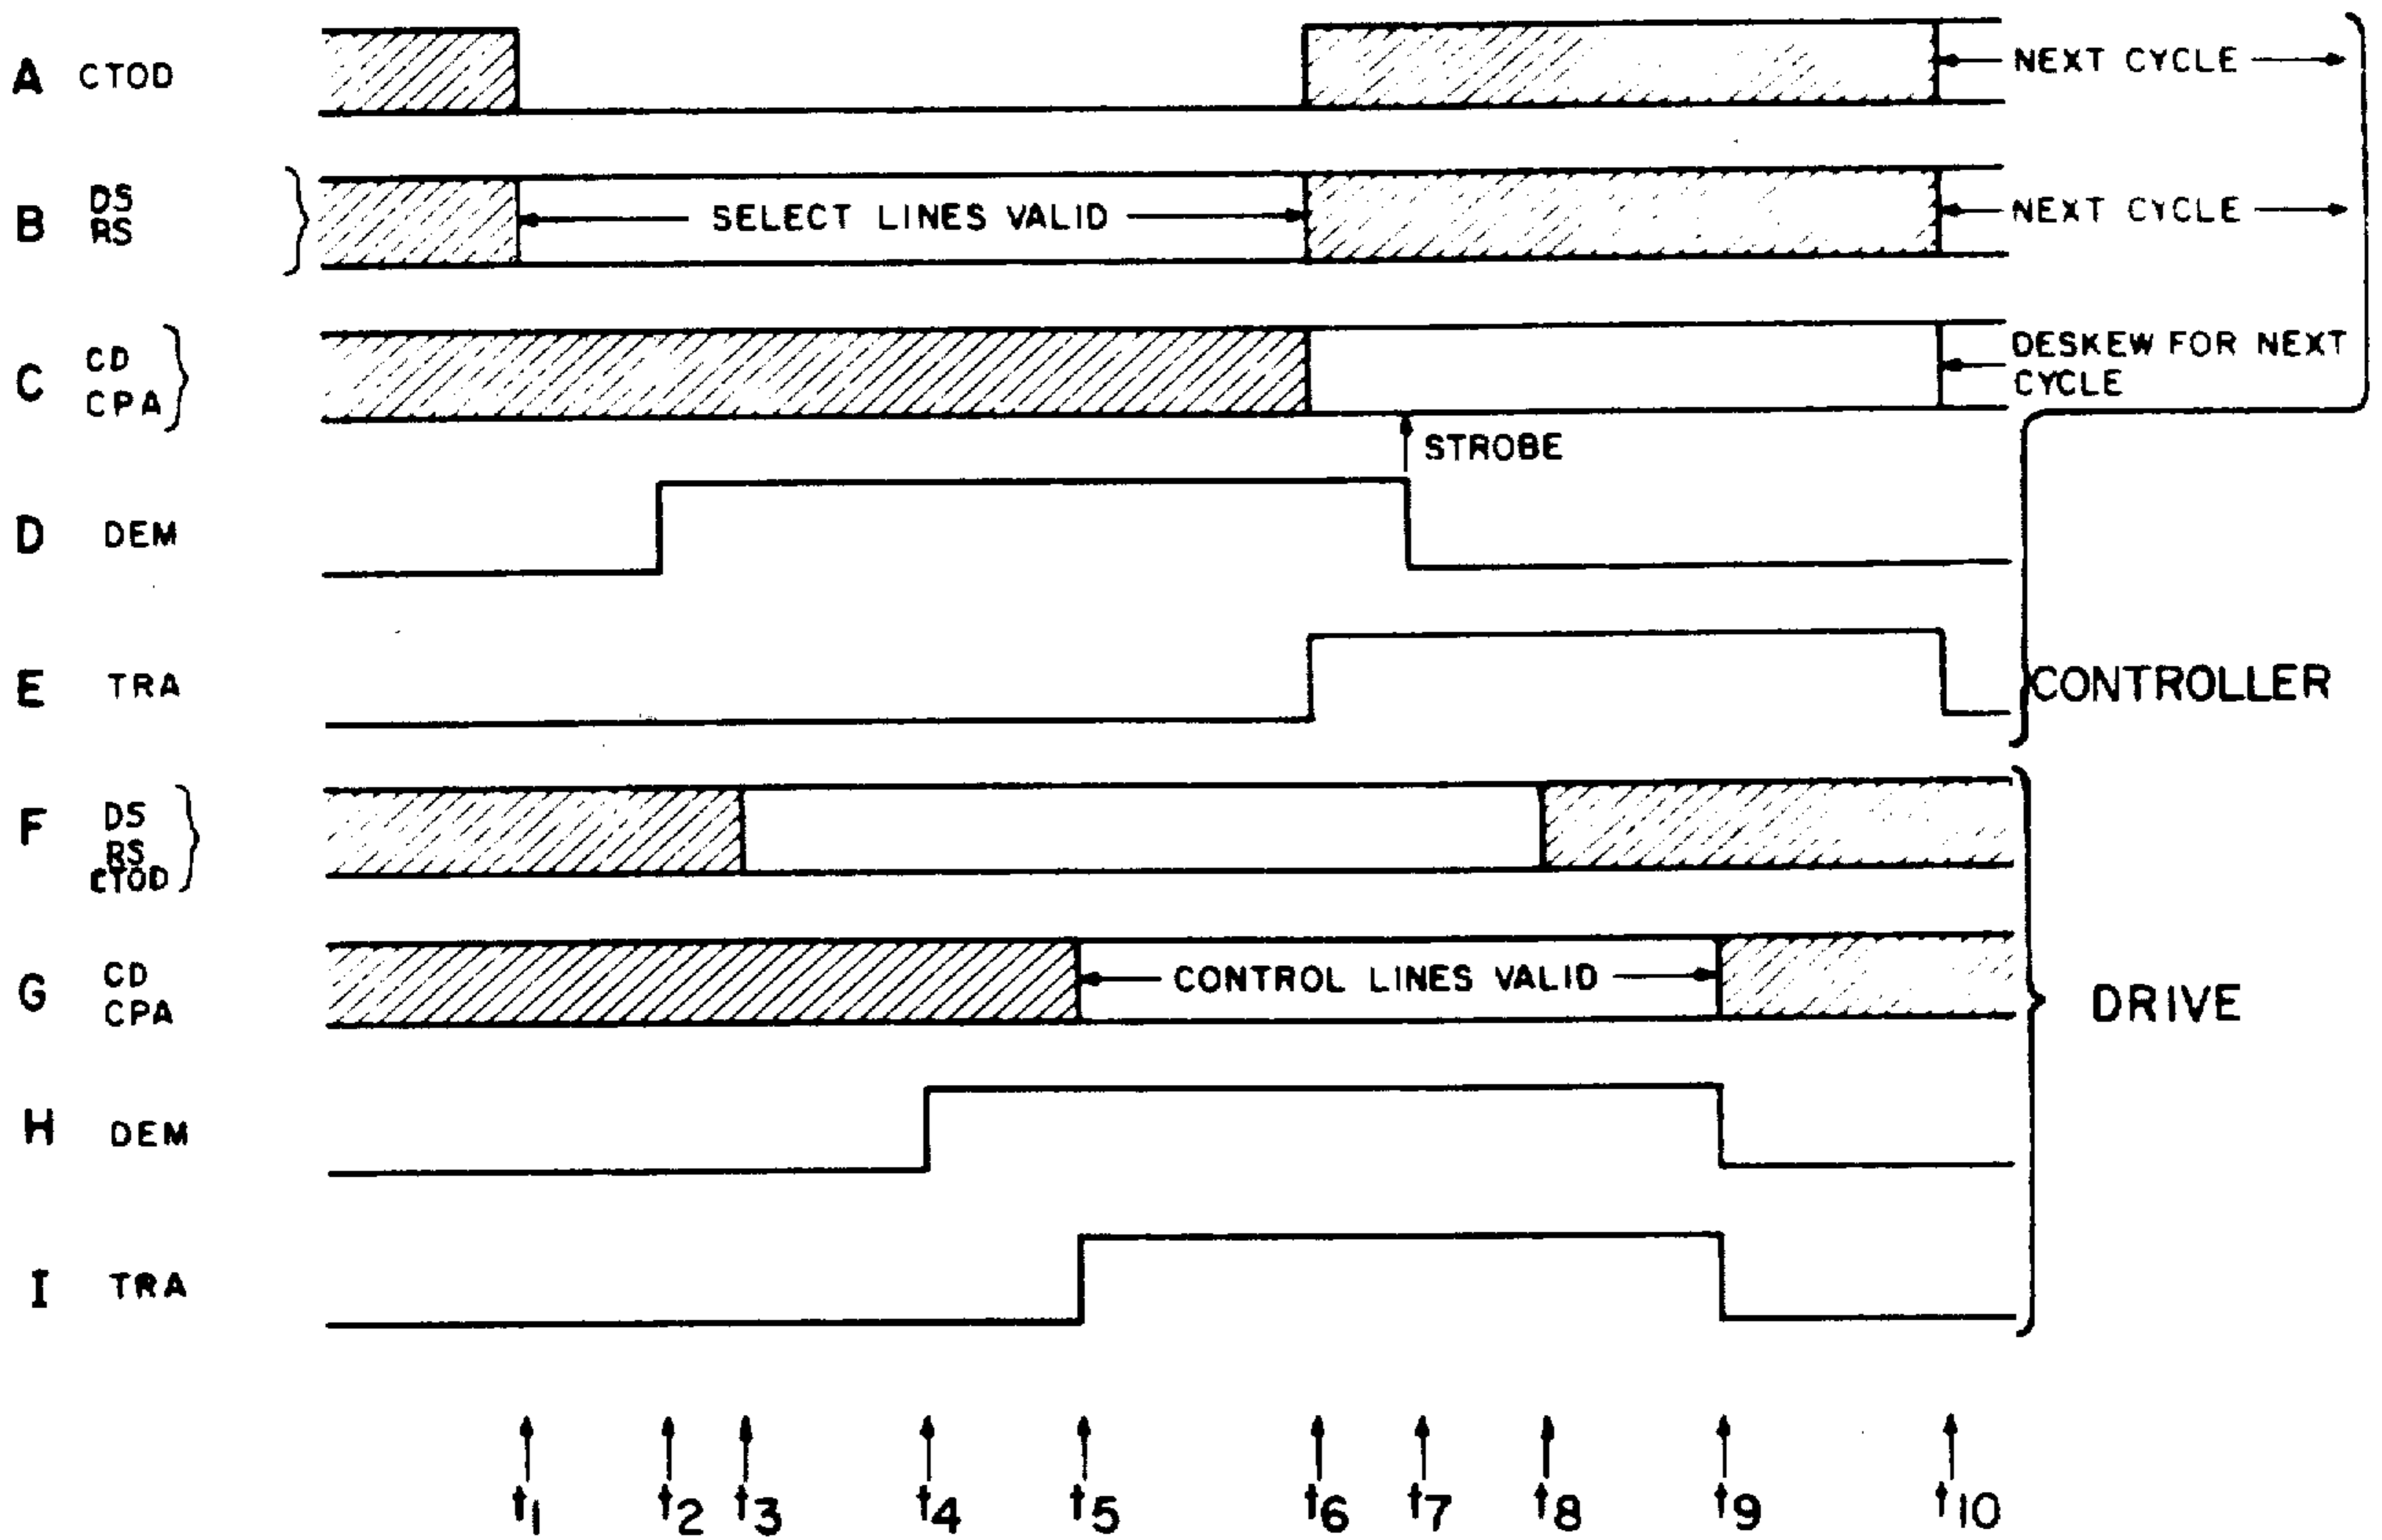 A CTOD
NEXT CYCLE
B DS
RS
SELECT LINES VALID
NEXT CYCLE
C CD
CPA
DESKEW FOR NEXT
CYCLE
STROBE
D DEM
E TRA
CONTROLLER
F DS
RS
CTOD
G CD
CPA
CONTROL LINES VALID
DRIVE
H DEM
I TRA
t1 t2 t3 t4 t5 t6 t7 t8 t9 t10